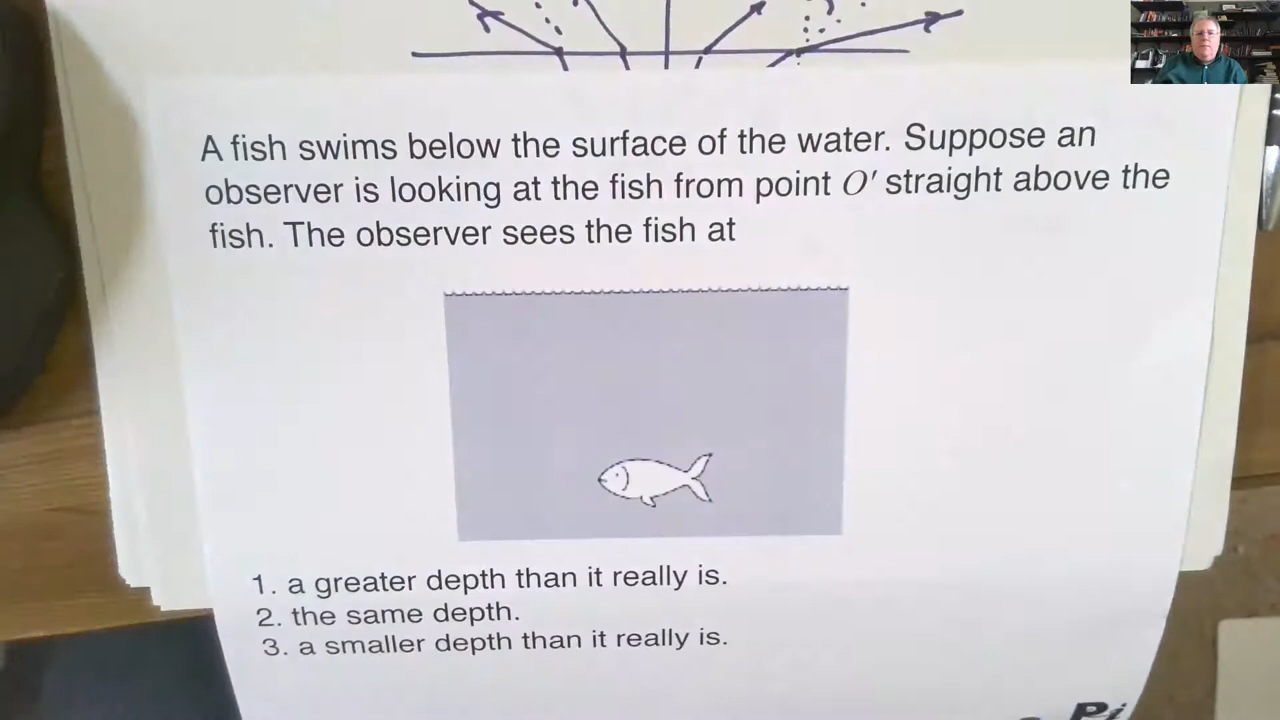 A fish swims below the surface of the water. Suppose an
observer is looking at the fish from point O′ straight above the
fish. The observer sees the fish at
1. a greater depth than it really is.
2. the same depth.
3. a smaller depth than it really is.